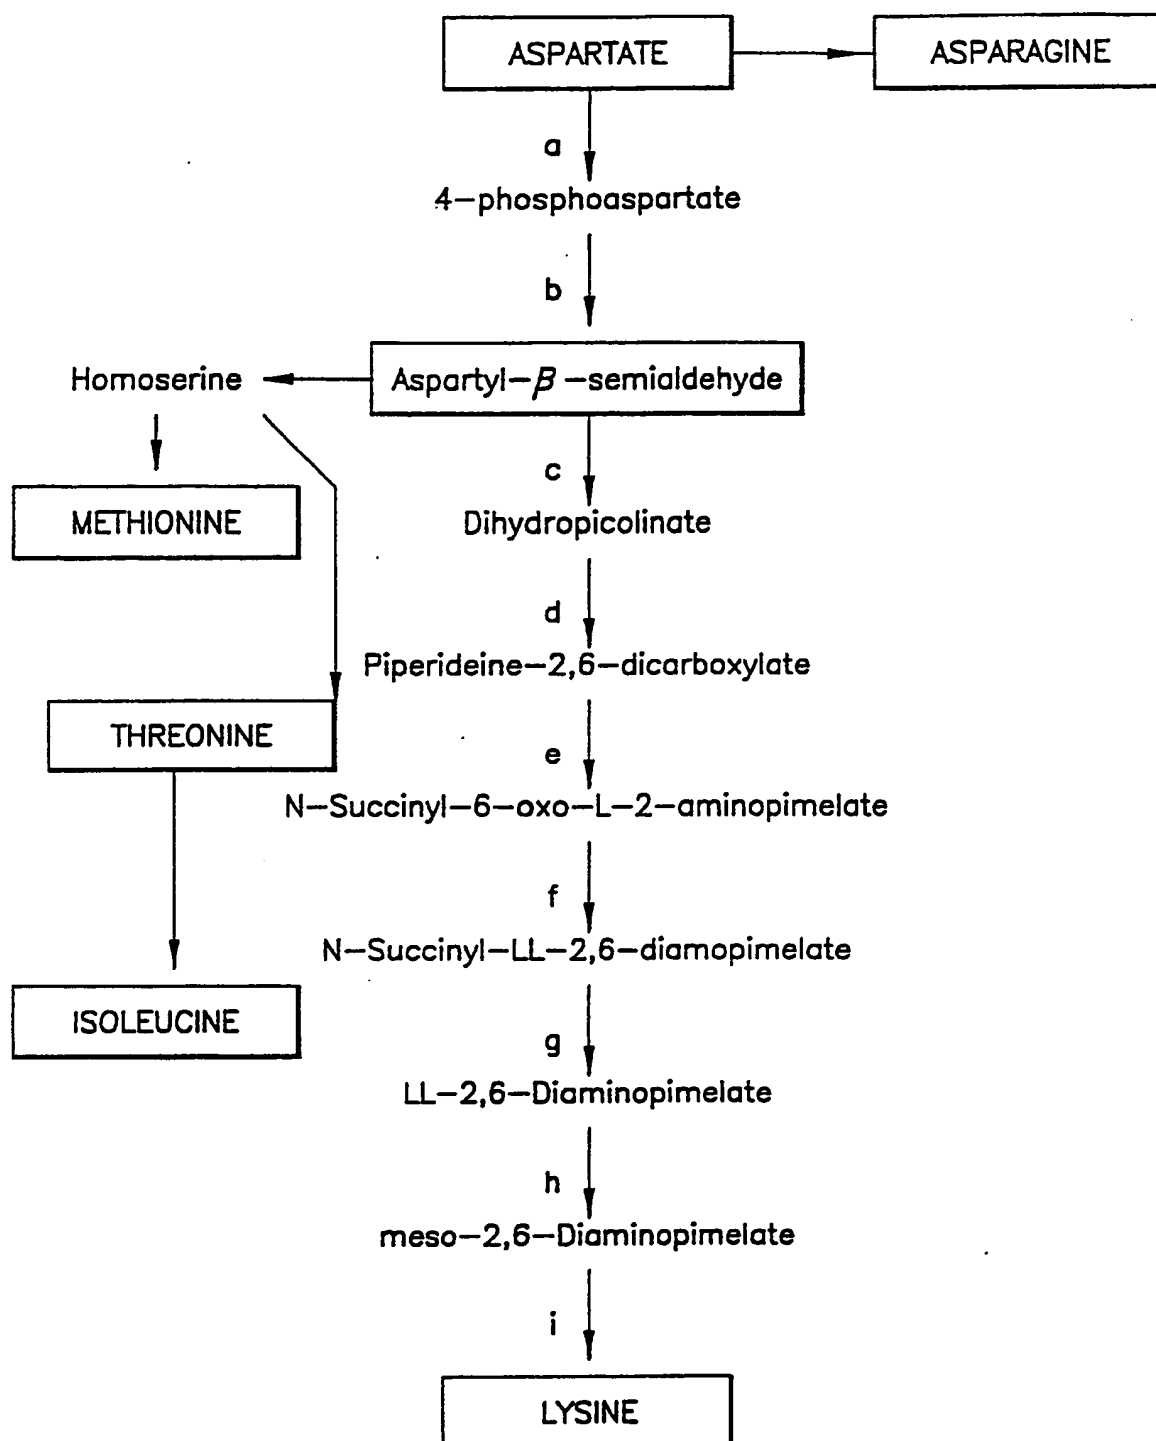 ASPARTATE
ASPARAGINE
a
4-phosphoaspartate
b
Homoserine
Aspartyl-β-semialdehyde
c
METHIONINE
Dihydropicolinate
d
Piperideine-2,6-dicarboxylate
THREONINE
e
N-Succinyl-6-oxo-L-2-aminopimelate
f
N-Succinyl-LL-2,6-diamopimelate
ISOLEUCINE
g
LL-2,6-Diaminopimelate
h
meso-2,6-Diaminopimelate
i
LYSINE